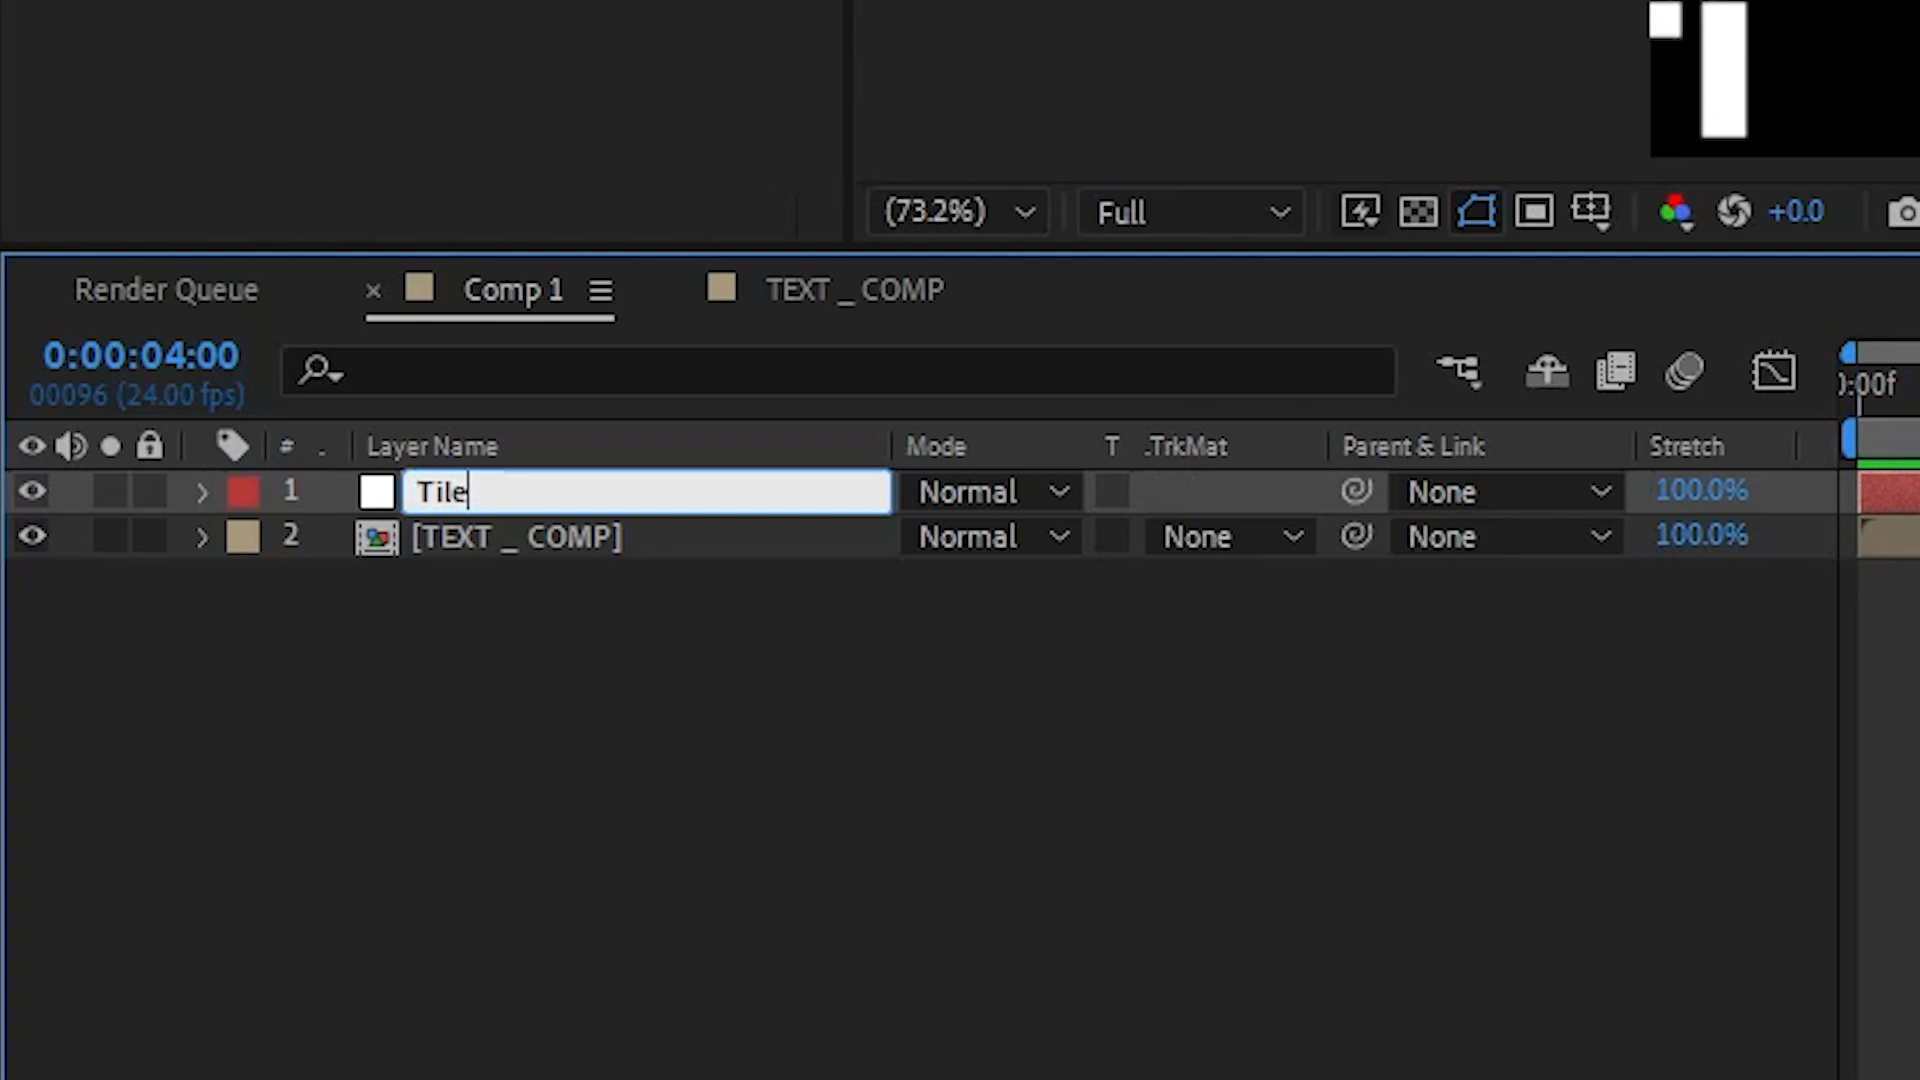 (73.2%) Full +0.0
Render Queue × Comp 1 TEXT _ COMP
0:00:04:00
00096 (24.00 fps)
):00f
# . Layer Name Mode T .TrkMat Parent & Link Stretch
1 Tile Normal None 100.0%
2 [TEXT _ COMP] Normal None None 100.0%